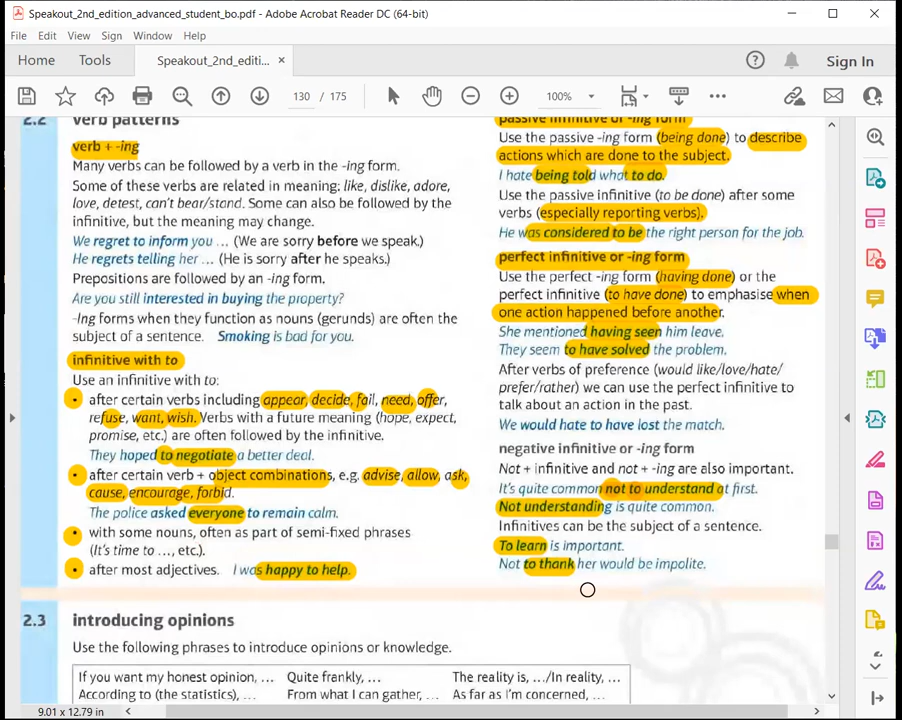 Speakout_2nd_edition_advanced_student_bo.pdf - Adobe Acrobat Reader DC (64-bit)
File Edit View Sign Window Help
Home Tools Speakout_2nd_editi... × Sign In
130 / 175 100%
2.2 verb patterns
verb + -ing
Many verbs can be followed by a verb in the -ing form.
Some of these verbs are related in meaning: like, dislike, adore,
love, detest, can't bear/stand. Some can also be followed by the
infinitive, but the meaning may change.
We regret to inform you … (We are sorry before we speak.)
He regrets telling her … (He is sorry after he speaks.)
Prepositions are followed by an -ing form.
Are you still interested in buying the property?
-Ing forms when they function as nouns (gerunds) are often the
subject of a sentence. Smoking is bad for you.
infinitive with to
Use an infinitive with to:
• after certain verbs including appear, decide, fail, need, offer,
refuse, want, wish. Verbs with a future meaning (hope, expect,
promise, etc.) are often followed by the infinitive.
They hoped to negotiate a better deal.
• after certain verb + object combinations, e.g. advise, allow, ask,
cause, encourage, forbid.
The police asked everyone to remain calm.
• with some nouns, often as part of semi-fixed phrases
(It's time to …, etc.).
• after most adjectives. I was happy to help.
passive infinitive or -ing form
Use the passive -ing form (being done) to describe
actions which are done to the subject.
I hate being told what to do.
Use the passive infinitive (to be done) after some
verbs (especially reporting verbs).
He was considered to be the right person for the job.
perfect infinitive or -ing form
Use the perfect -ing form (having done) or the
perfect infinitive (to have done) to emphasise when
one action happened before another.
She mentioned having seen him leave.
They seem to have solved the problem.
After verbs of preference (would like/love/hate/
prefer/rather) we can use the perfect infinitive to
talk about an action in the past.
We would hate to have lost the match.
negative infinitive or -ing form
Not + infinitive and not + -ing are also important.
It's quite common not to understand at first.
Not understanding is quite common.
Infinitives can be the subject of a sentence.
To learn is important.
Not to thank her would be impolite.
2.3 introducing opinions
Use the following phrases to introduce opinions or knowledge.
If you want my honest opinion, … Quite frankly, … The reality is, …/In reality, …
According to (the statistics), … From what I can gather, … As far as I'm concerned, …
9.01 x 12.79 in